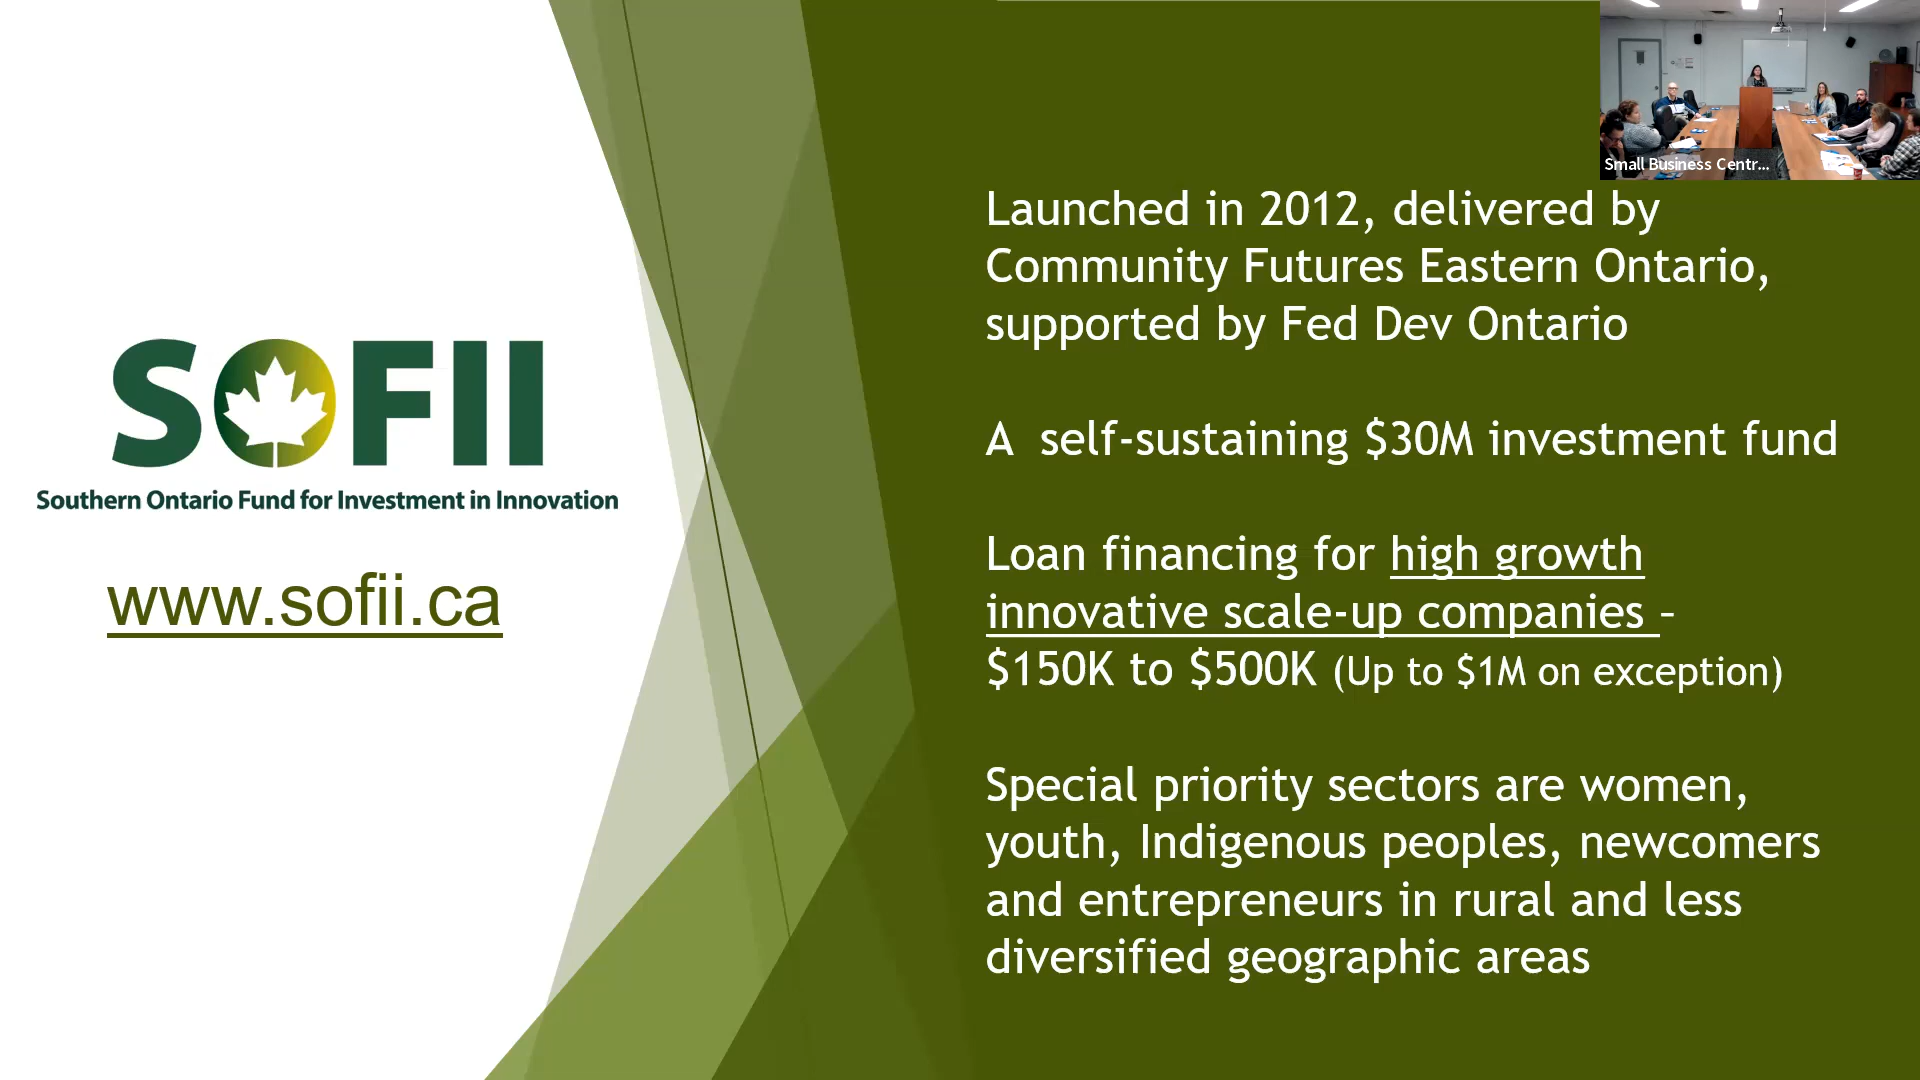 SOFII
Southern Ontario Fund for Investment in Innovation
www.sofii.ca
Small Business Centr...
Launched in 2012, delivered by
Community Futures Eastern Ontario,
supported by Fed Dev Ontario
A self-sustaining $30M investment fund
Loan financing for high growth
innovative scale-up companies –
$150K to $500K (Up to $1M on exception)
Special priority sectors are women,
youth, Indigenous peoples, newcomers
and entrepreneurs in rural and less
diversified geographic areas